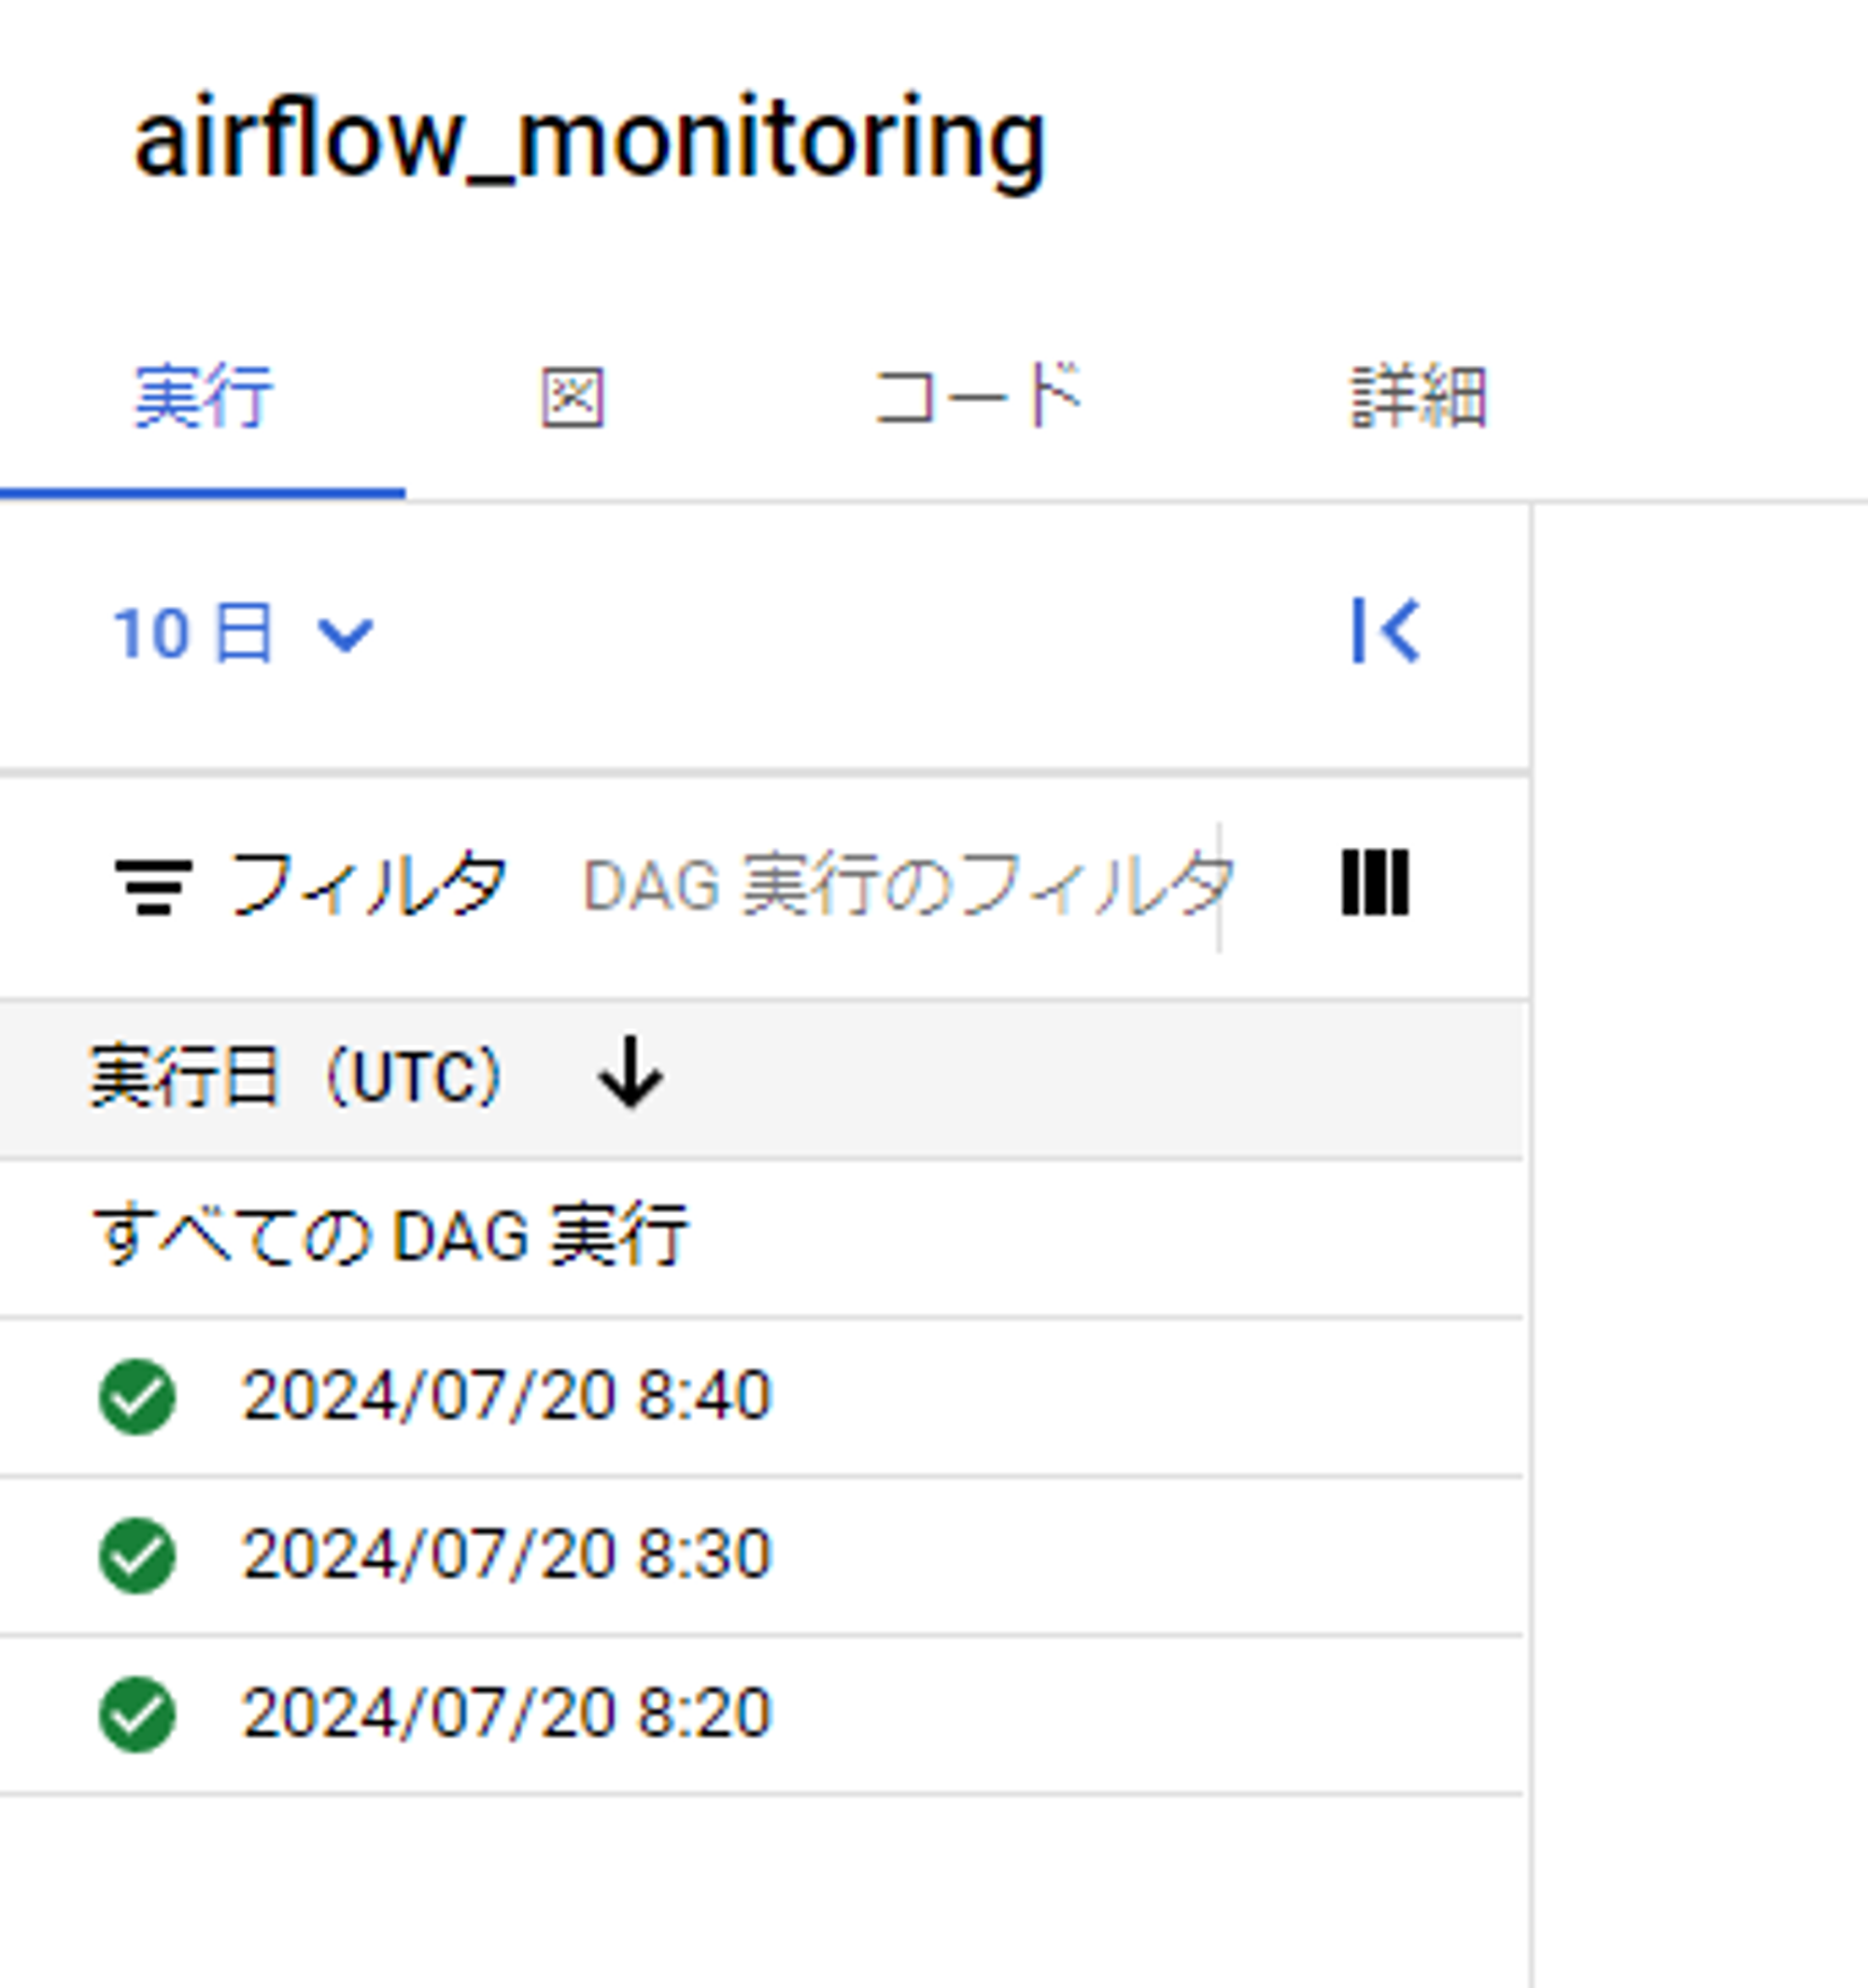 airflow_monitoring
実行 図 コード 詳細
10 日
フィルタ DAG 実行のフィルタ
実行日（UTC）
すべての DAG 実行
2024/07/20 8:40
2024/07/20 8:30
2024/07/20 8:20